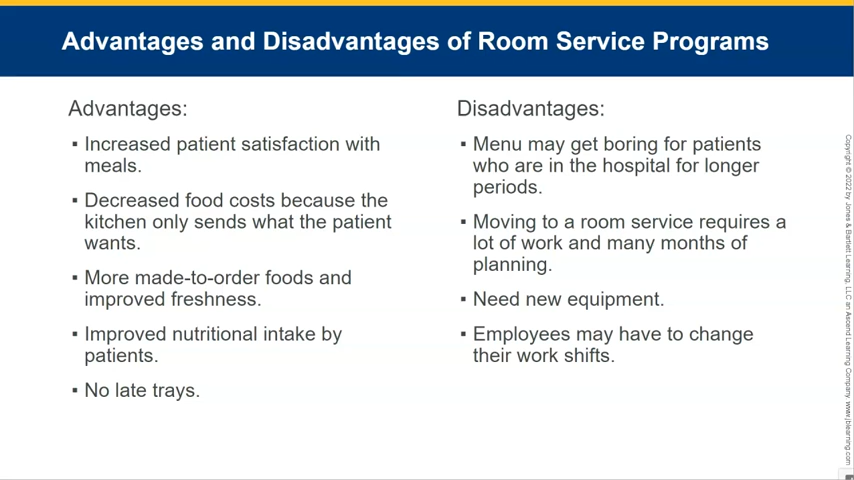 Advantages and Disadvantages of Room Service Programs
Advantages:
▪ Increased patient satisfaction with
meals.
▪ Decreased food costs because the
kitchen only sends what the patient
wants.
▪ More made-to-order foods and
improved freshness.
▪ Improved nutritional intake by
patients.
▪ No late trays.
Disadvantages:
▪ Menu may get boring for patients
who are in the hospital for longer
periods.
▪ Moving to a room service requires a
lot of work and many months of
planning.
▪ Need new equipment.
▪ Employees may have to change
their work shifts.
Copyright © 2022 by Jones & Bartlett Learning, LLC an Ascend Learning Company. www.jblearning.com